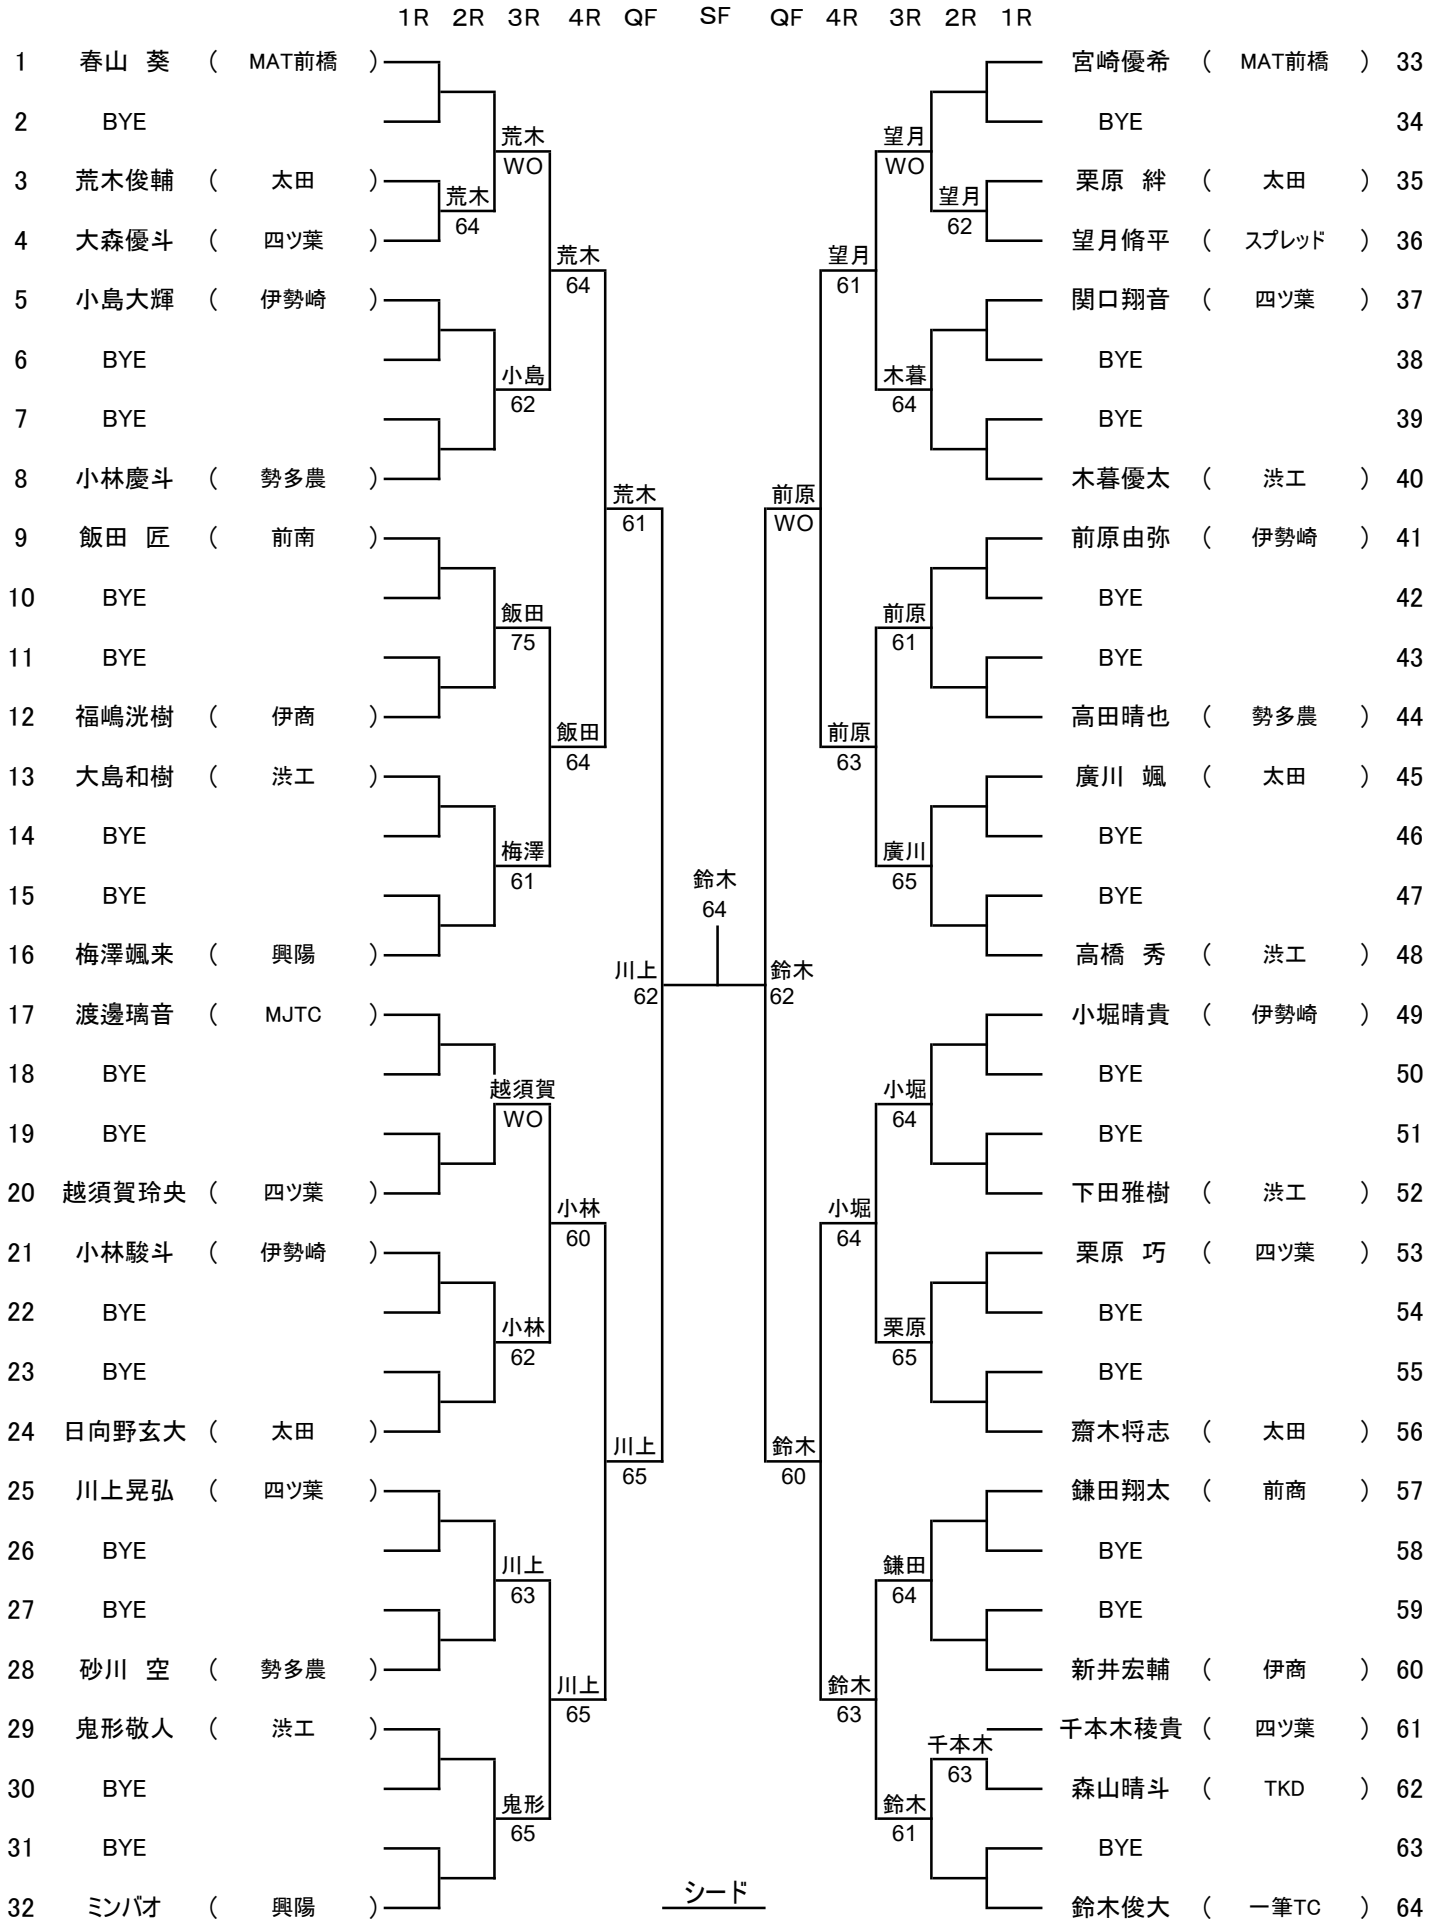 1R 2R 3R 4R QF SF QF 4R 3R 2R 1R
1 春山 葵 ( MAT前橋 ) 宮崎優希 ( MAT前橋 ) 33
2 BYE BYE 34
荒木 望月
WO WO
3 荒木俊輔 ( 太田 ) 栗原 絆 ( 太田 ) 35
荒木 望月
64 62
4 大森優斗 ( 四ツ葉 ) 望月脩平 ( スプレッド ) 36
荒木 望月
64 61
5 小島大輝 ( 伊勢崎 ) 関口翔音 ( 四ツ葉 ) 37
6 BYE BYE 38
小島 木暮
62 64
7 BYE BYE 39
8 小林慶斗 ( 勢多農 ) 木暮優太 ( 渋工 ) 40
荒木 前原
61 WO
9 飯田 匠 ( 前南 ) 前原由弥 ( 伊勢崎 ) 41
10 BYE BYE 42
飯田 前原
75 61
11 BYE BYE 43
12 福嶋洸樹 ( 伊商 ) 高田晴也 ( 勢多農 ) 44
飯田 前原
64 63
13 大島和樹 ( 渋工 ) 廣川 颯 ( 太田 ) 45
14 BYE BYE 46
梅澤 廣川
61 65
鈴木
15 BYE BYE 47
64
16 梅澤颯来 ( 興陽 ) 高橋 秀 ( 渋工 ) 48
川上 鈴木
62 62
17 渡邊璃音 ( MJTC ) 小堀晴貴 ( 伊勢崎 ) 49
18 BYE BYE 50
越須賀 小堀
WO 64
19 BYE BYE 51
20 越須賀玲央 ( 四ツ葉 ) 下田雅樹 ( 渋工 ) 52
小林 小堀
60 64
21 小林駿斗 ( 伊勢崎 ) 栗原 巧 ( 四ツ葉 ) 53
22 BYE BYE 54
小林 栗原
62 65
23 BYE BYE 55
24 日向野玄大 ( 太田 ) 齋木将志 ( 太田 ) 56
川上 鈴木
65 60
25 川上晃弘 ( 四ツ葉 ) 鎌田翔太 ( 前商 ) 57
26 BYE BYE 58
川上 鎌田
63 64
27 BYE BYE 59
28 砂川 空 ( 勢多農 ) 新井宏輔 ( 伊商 ) 60
川上 鈴木
65 63
29 鬼形敬人 ( 渋工 ) 千本木稜貴 ( 四ツ葉 ) 61
千本木
63
30 BYE 森山晴斗 ( TKD ) 62
鬼形 鈴木
65 61
31 BYE BYE 63
シード
32 ミンバオ ( 興陽 ) 鈴木俊大 ( 一筆TC ) 64